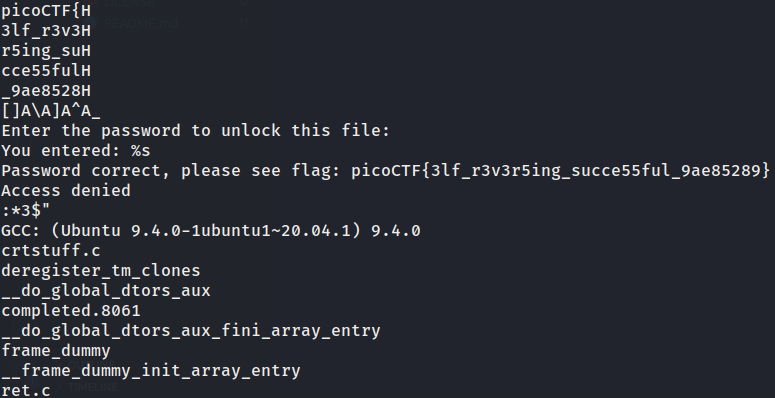 picoCTF{H
3lf_r3v3H
r5ing_suH
cce55fulH
_9ae8528H
[]A\A]A^A_
Enter the password to unlock this file:
You entered: %s
Password correct, please see flag: picoCTF{3lf_r3v3r5ing_succe55ful_9ae85289}
Access denied
:*3$"
GCC: (Ubuntu 9.4.0-1ubuntu1~20.04.1) 9.4.0
crtstuff.c
deregister_tm_clones
__do_global_dtors_aux
completed.8061
__do_global_dtors_aux_fini_array_entry
frame_dummy
__frame_dummy_init_array_entry
TIMELINE
ret.c